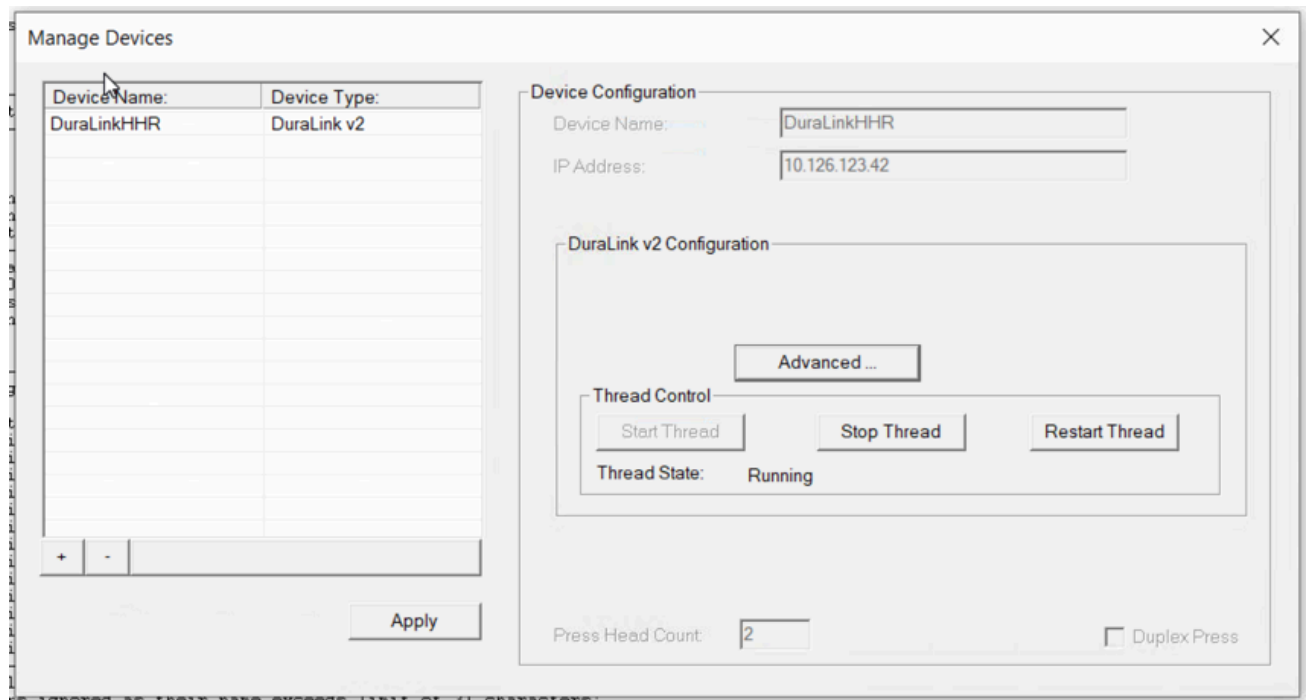 Manage Devices
Device Name: Device Type:
DuraLinkHHR DuraLink v2
+ -
Apply
Device Configuration
Device Name: DuraLinkHHR
IP Address: 10.126.123.42
DuraLink v2 Configuration
Advanced ...
Thread Control
Start Thread Stop Thread Restart Thread
Thread State: Running
Press Head Count: 2 Duplex Press